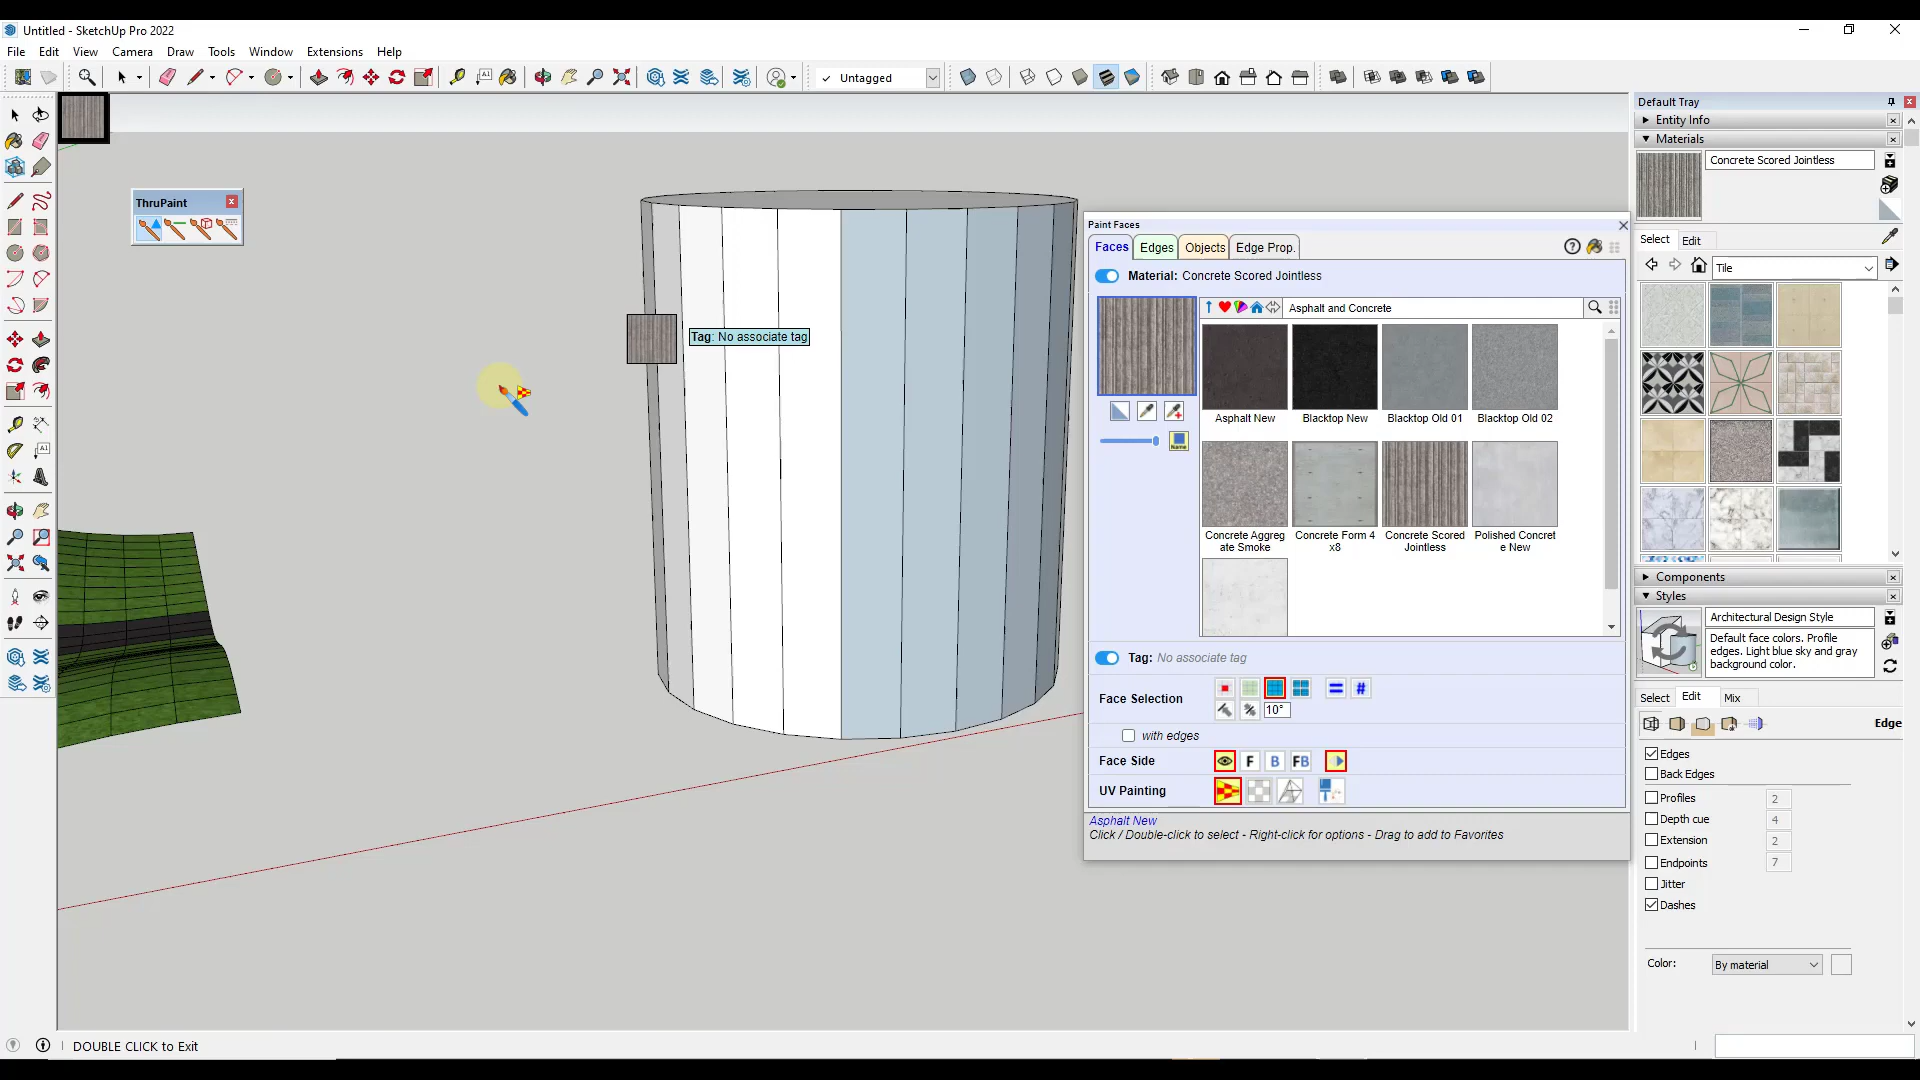 Untitled - SketchUp Pro 2022
File Edit View Camera Draw Tools Window Extensions Help
✓ Untagged
Default Tray
Entity Info
Materials
Concrete Scored Jointless
Select Edit
Tile
ThruPaint
Tag: No associate tag
Paint Faces
Faces Edges Objects Edge Prop.
Material: Concrete Scored Jointless
Asphalt and Concrete
Asphalt New
Blacktop New
Blacktop Old 01
Blacktop Old 02
Name
Concrete Aggreg
ate Smoke
Concrete Form 4
x8
Concrete Scored
Jointless
Polished Concret
e New
Tag: No associate tag
Face Selection
10°
with edges
Face Side F B FB
UV Painting
Asphalt New
Click / Double-click to select - Right-click for options - Drag to add to Favorites
Components
Styles
Architectural Design Style
Default face colors. Profile
edges. Light blue sky and gray
background color.
Select Edit Mix
Edge
Edges
Back Edges
Profiles 2
Depth cue 4
Extension 2
Endpoints 7
Jitter
Dashes
Color: By material
DOUBLE CLICK to Exit